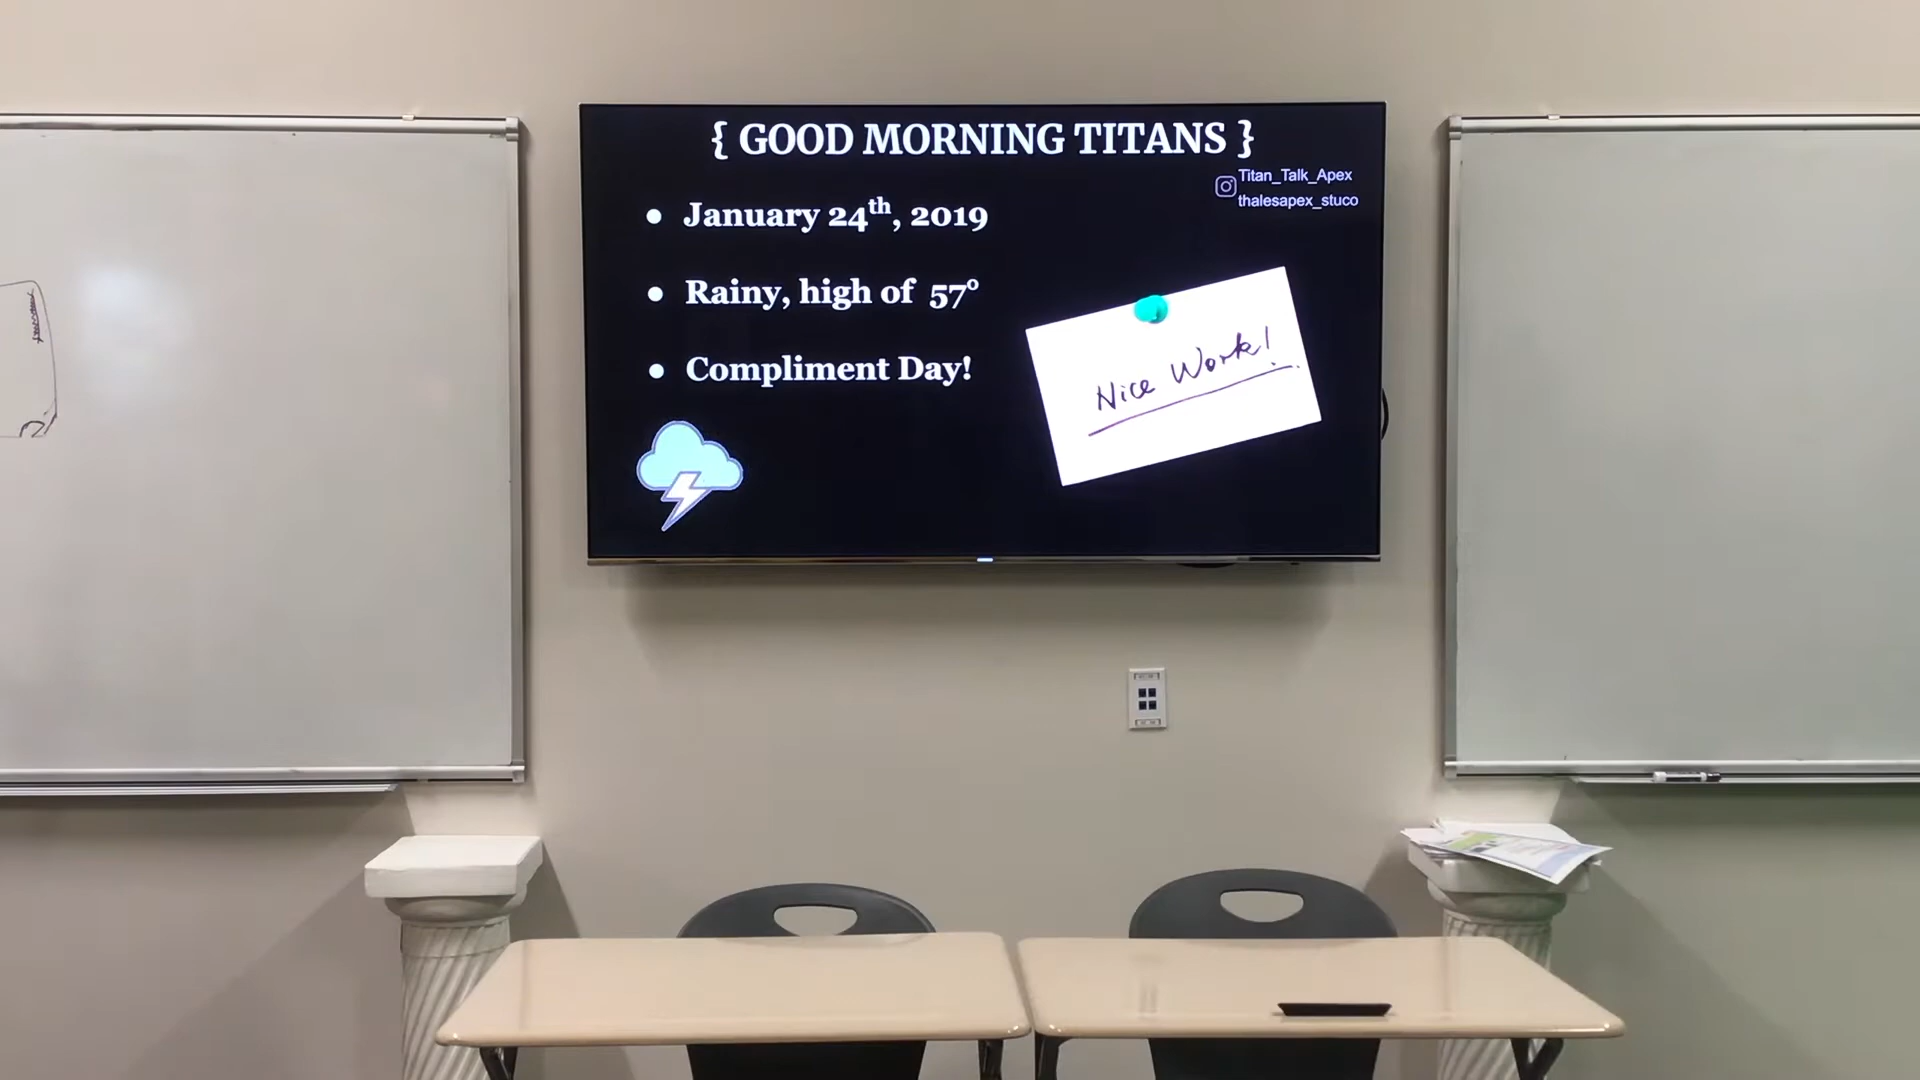 { GOOD MORNING TITANS }
Titan_Talk_Apex
thalesapex_stuco
● January 24th, 2019
● Rainy, high of 57°
● Compliment Day!
Nice Work!